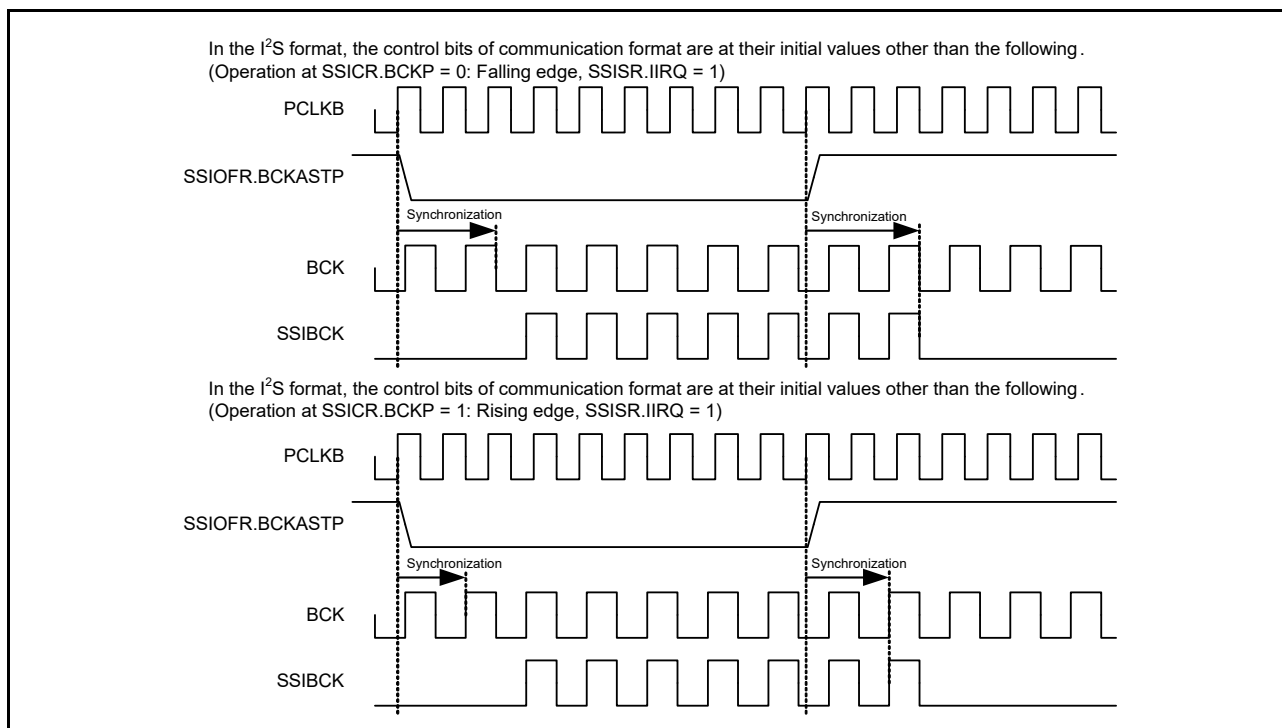 In the I²S format, the control bits of communication format are at their initial values other than the following.
(Operation at SSICR.BCKP = 0: Falling edge, SSISR.IIRQ = 1)
PCLKB
SSIOFR.BCKASTP
Synchronization
Synchronization
BCK
SSIBCK
In the I²S format, the control bits of communication format are at their initial values other than the following.
(Operation at SSICR.BCKP = 1: Rising edge, SSISR.IIRQ = 1)
PCLKB
SSIOFR.BCKASTP
Synchronization
Synchronization
BCK
SSIBCK